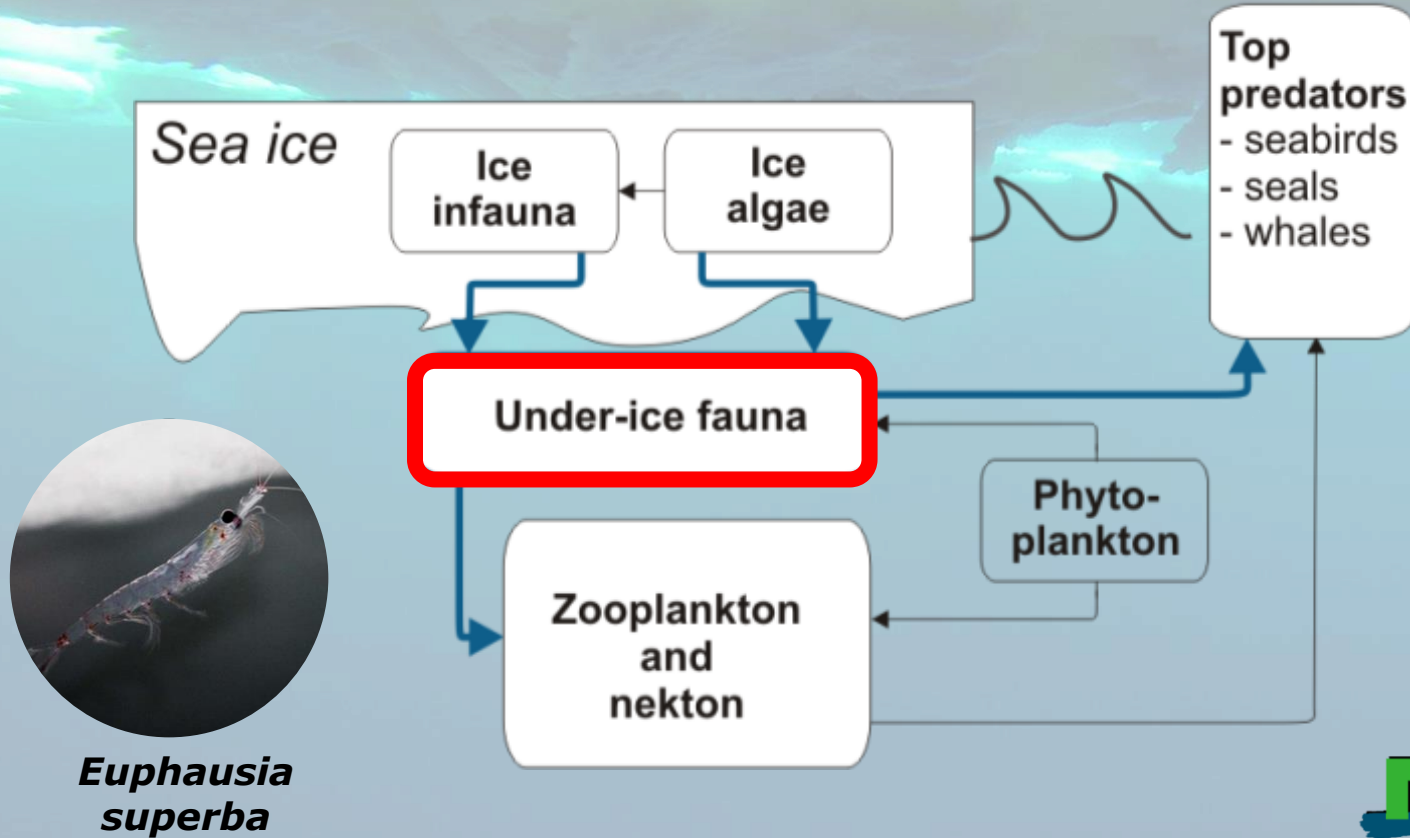 Sea ice
Ice
infauna
Ice
algae
Top
predators
- seabirds
- seals
- whales
Under-ice fauna
Phyto-
plankton
Zooplankton
and
nekton
Euphausia
superba